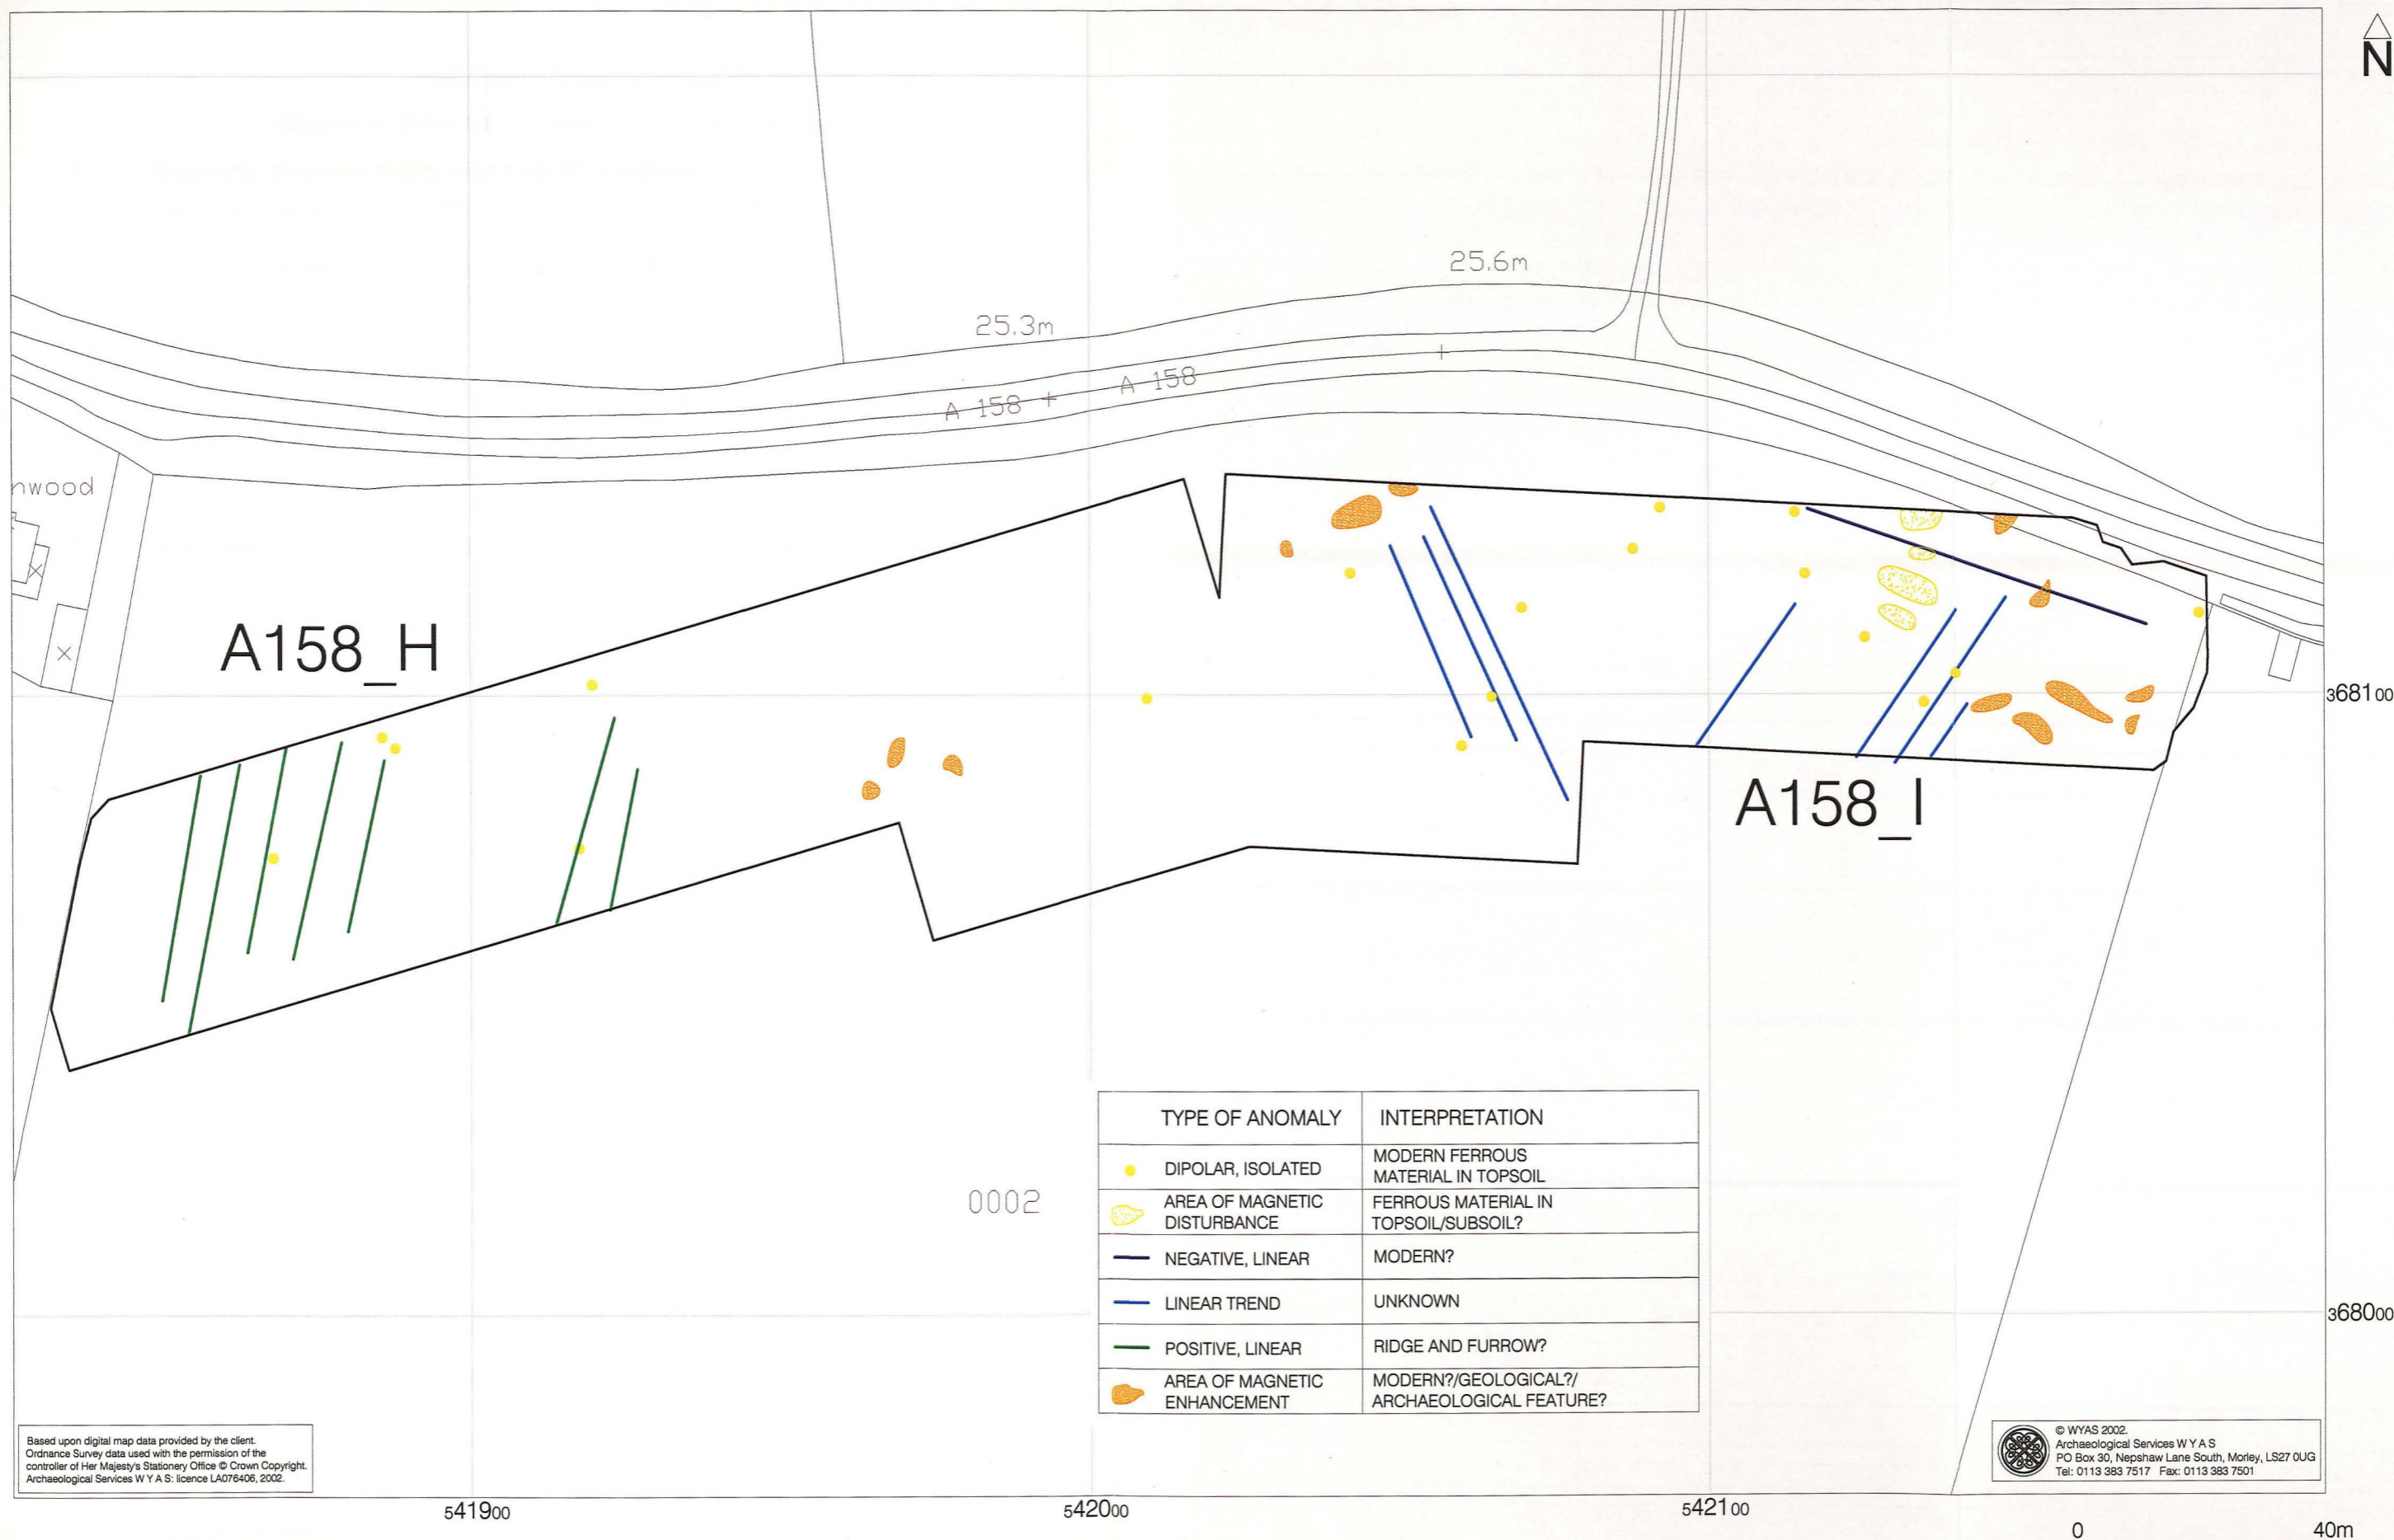 N
25.6m
25.3m
A 158
A 158
nwood
A158_H
368100
A158_I
TYPE OF ANOMALY INTERPRETATION
DIPOLAR, ISOLATED MODERN FERROUS
MATERIAL IN TOPSOIL
AREA OF MAGNETIC
DISTURBANCE FERROUS MATERIAL IN
TOPSOIL/SUBSOIL?
NEGATIVE, LINEAR MODERN?
LINEAR TREND UNKNOWN
POSITIVE, LINEAR RIDGE AND FURROW?
AREA OF MAGNETIC
ENHANCEMENT MODERN?/GEOLOGICAL?/
ARCHAEOLOGICAL FEATURE?
0002
368000
Based upon digital map data provided by the client.
Ordnance Survey data used with the permission of the
controller of Her Majesty's Stationery Office © Crown Copyright.
Archaeological Services W Y A S: licence LA076406, 2002.
© WYAS 2002.
Archaeological Services W Y A S
PO Box 30, Nepshaw Lane South, Morley, LS27 0UG
Tel: 0113 383 7517 Fax: 0113 383 7501
541900
542000
542100
0 40m